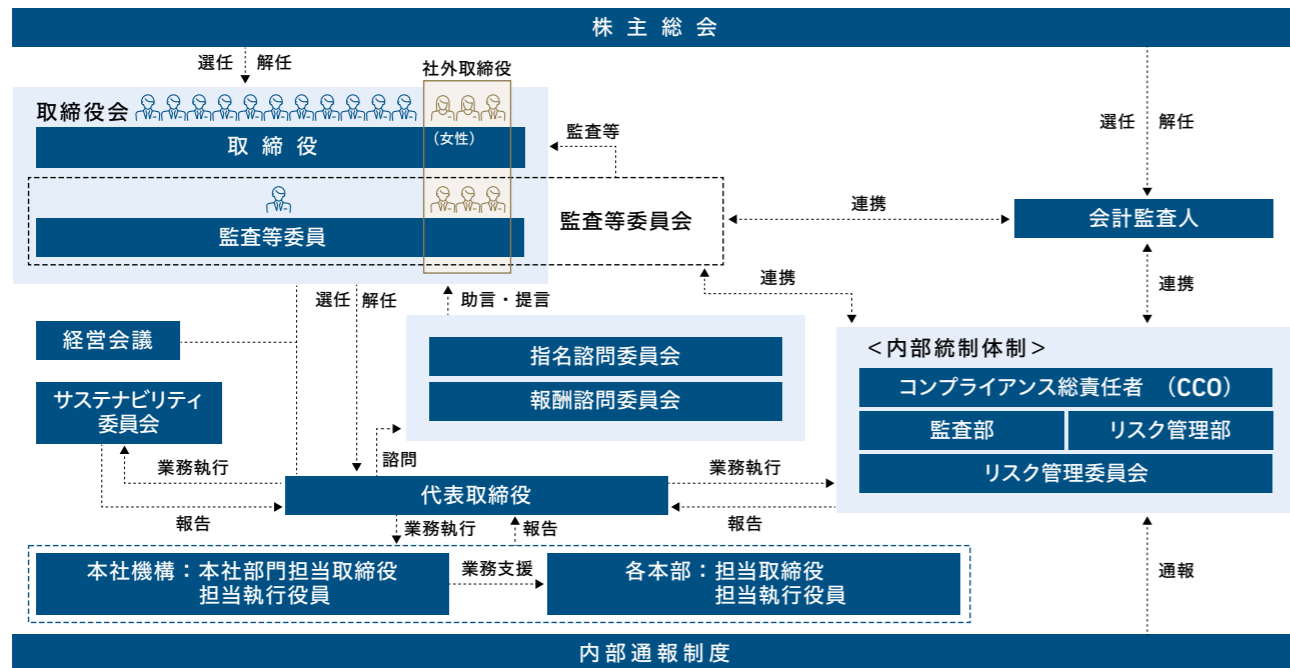 株主総会
選任 解任
社外取締役
取締役会
(女性)
取締役
監査等
選任 解任
監査等委員会
監査等委員
連携
会計監査人
連携
連携
選任 解任
助言・提言
経営会議
指名諮問委員会
報酬諮問委員会
＜内部統制体制＞
コンプライアンス総責任者 （CCO）
監査部
リスク管理部
リスク管理委員会
サステナビリティ
委員会
業務執行
諮問
業務執行
代表取締役
報告
業務執行
報告
報告
本社機構：本社部門担当取締役
担当執行役員
業務支援
各本部：担当取締役
担当執行役員
通報
内部通報制度